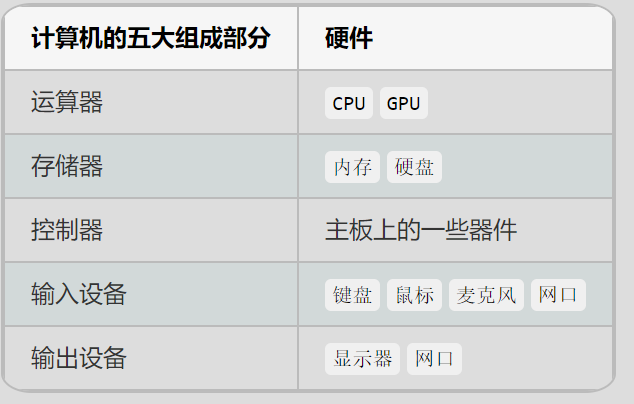 计算机的五大组成部分 硬件
运算器 CPU GPU
存储器 内存 硬盘
控制器 主板上的一些器件
输入设备 键盘 鼠标 麦克风 网口
输出设备 显示器 网口